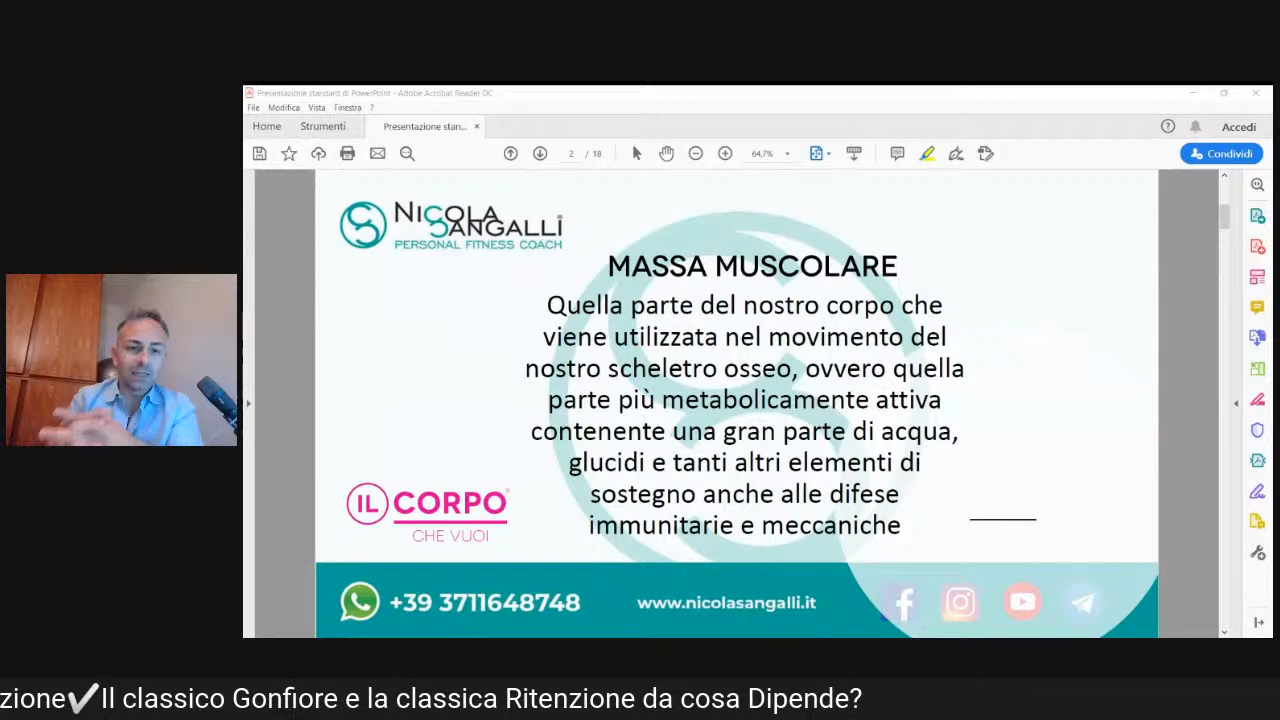 Presentazione standard di PowerPoint - Adobe Acrobat Reader DC
File Modifica Vista Finestra ?
Home Strumenti Presentazione stan... × Accedi
2 / 18 64,7% Condividi
NICOLA
SANGALLI®
PERSONAL FITNESS COACH
MASSA MUSCOLARE
Quella parte del nostro corpo che
viene utilizzata nel movimento del
nostro scheletro osseo, ovvero quella
parte più metabolicamente attiva
contenente una gran parte di acqua,
glucidi e tanti altri elementi di
sostegno anche alle difese
immunitarie e meccaniche
IL CORPO®
CHE VUOI
+39 3711648748 www.nicolasangalli.it
zione✔Il classico Gonfiore e la classica Ritenzione da cosa Dipende?